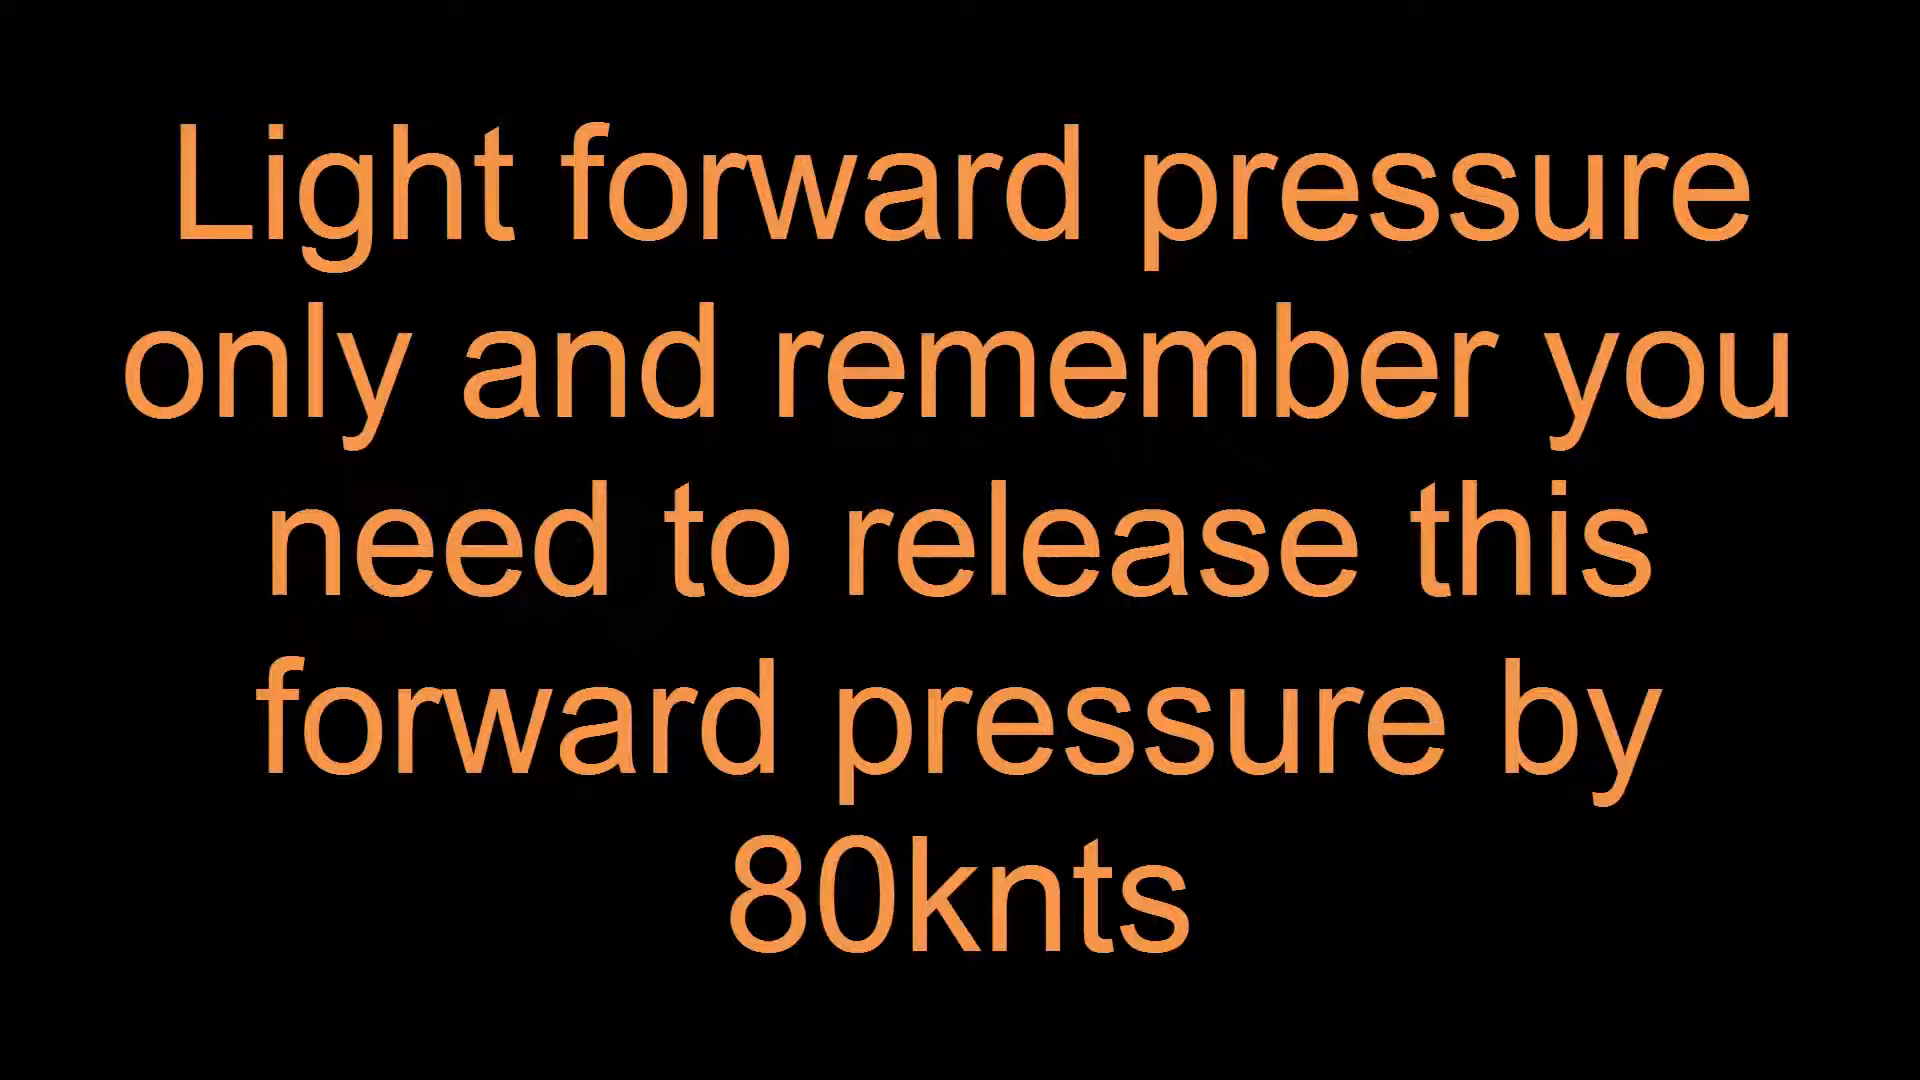 Light forward pressure
only and remember you
need to release this
forward pressure by
80knts